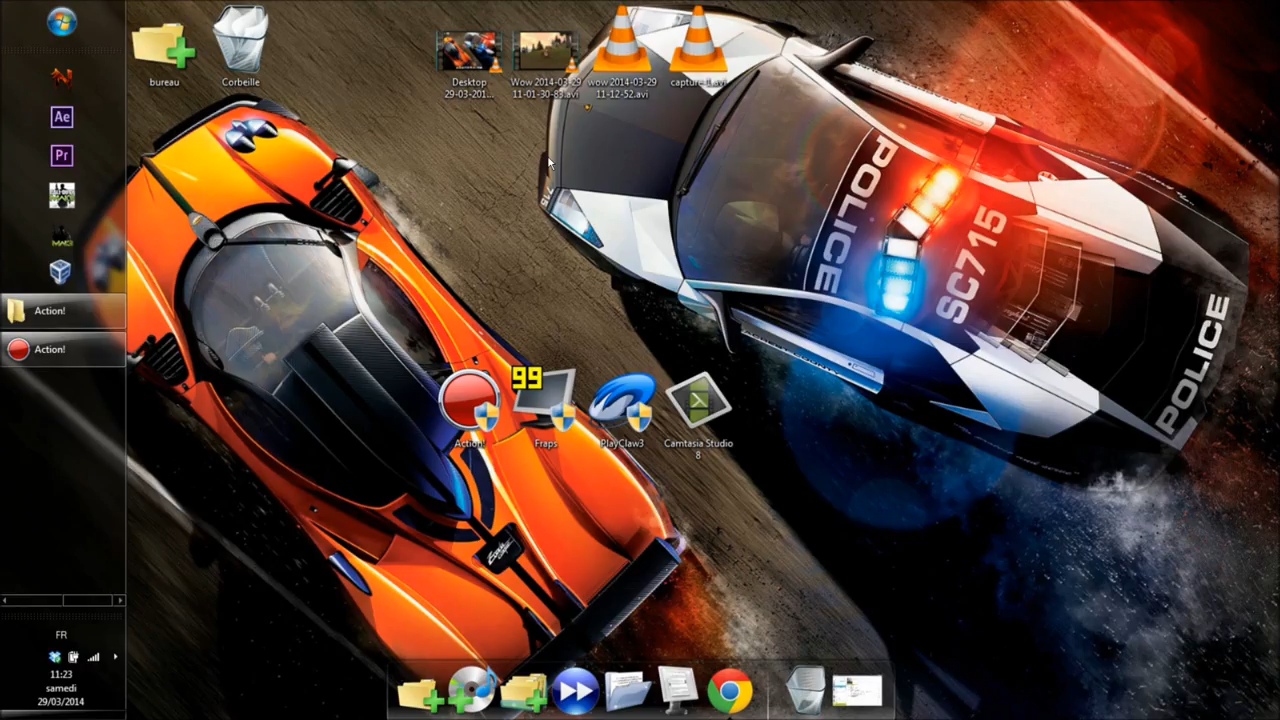 bureau
Corbeille
Desktop
29-03-201...
Wow 2014-03-29
11-01-30-83.avi
wow 2014-03-29
11-12-52.avi
capture-1.avi
Ae
Pr
MW3
Action!
Action!
POLICE
SC715
POLICE
99
Action!
Fraps
PlayClaw3
Camtasia Studio
8
FR
11:23
samedi
29/03/2014